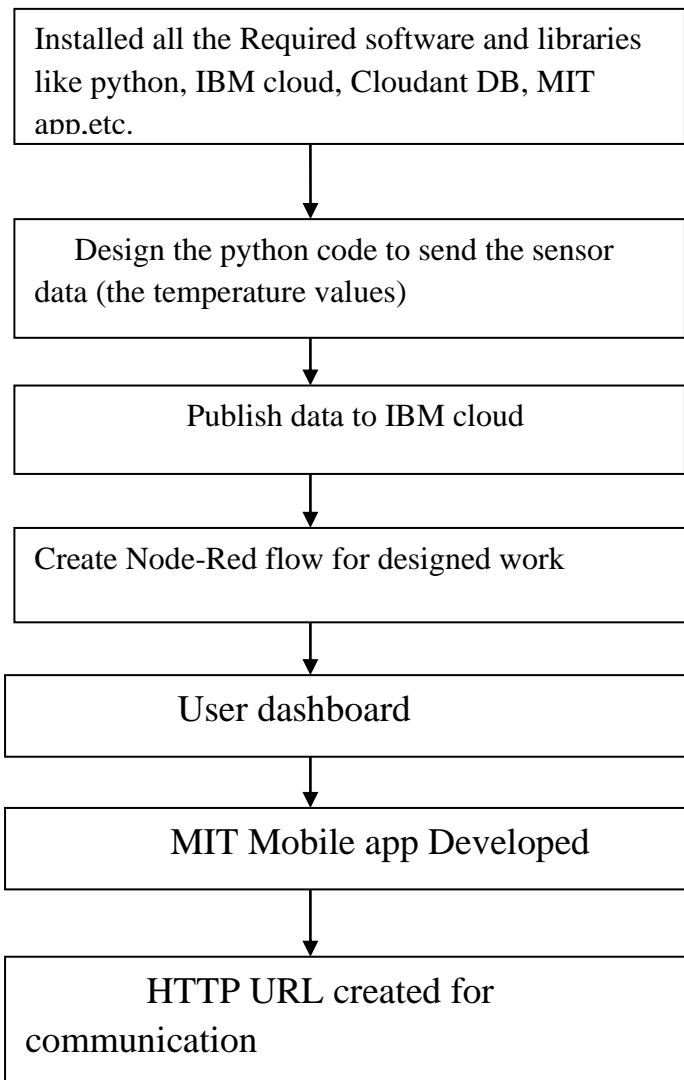 Installed all the Required software and libraries
like python, IBM cloud, Cloudant DB, MIT
app,etc.
Design the python code to send the sensor
data (the temperature values)
Publish data to IBM cloud
Create Node-Red flow for designed work
User dashboard
MIT Mobile app Developed
HTTP URL created for
communication